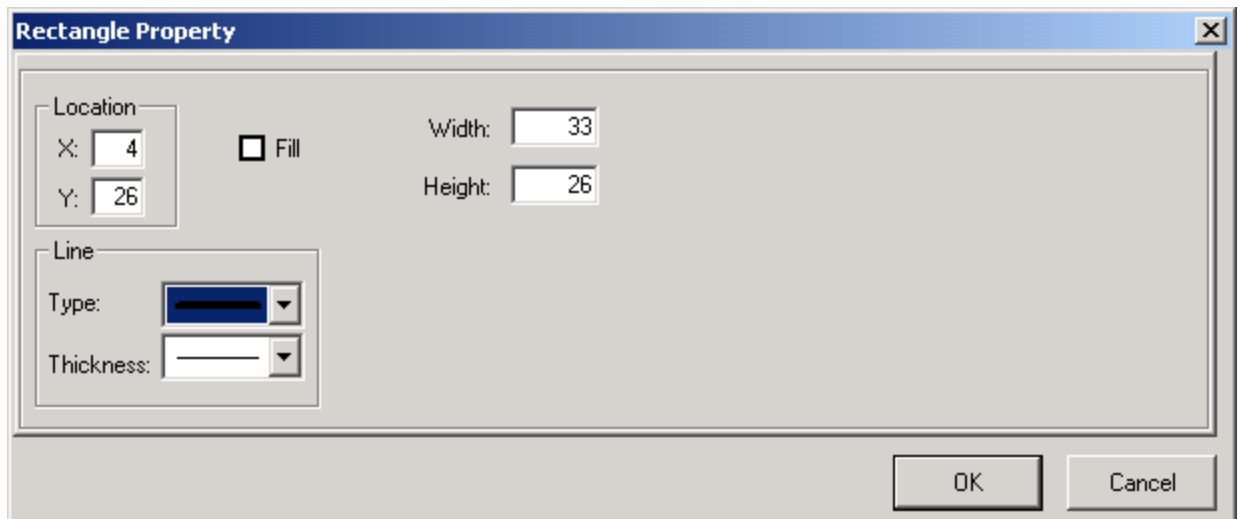 Rectangle Property
Location
X: 4
Y: 26
Fill
Width: 33
Height: 26
Line
Type:
Thickness:
OK
Cancel